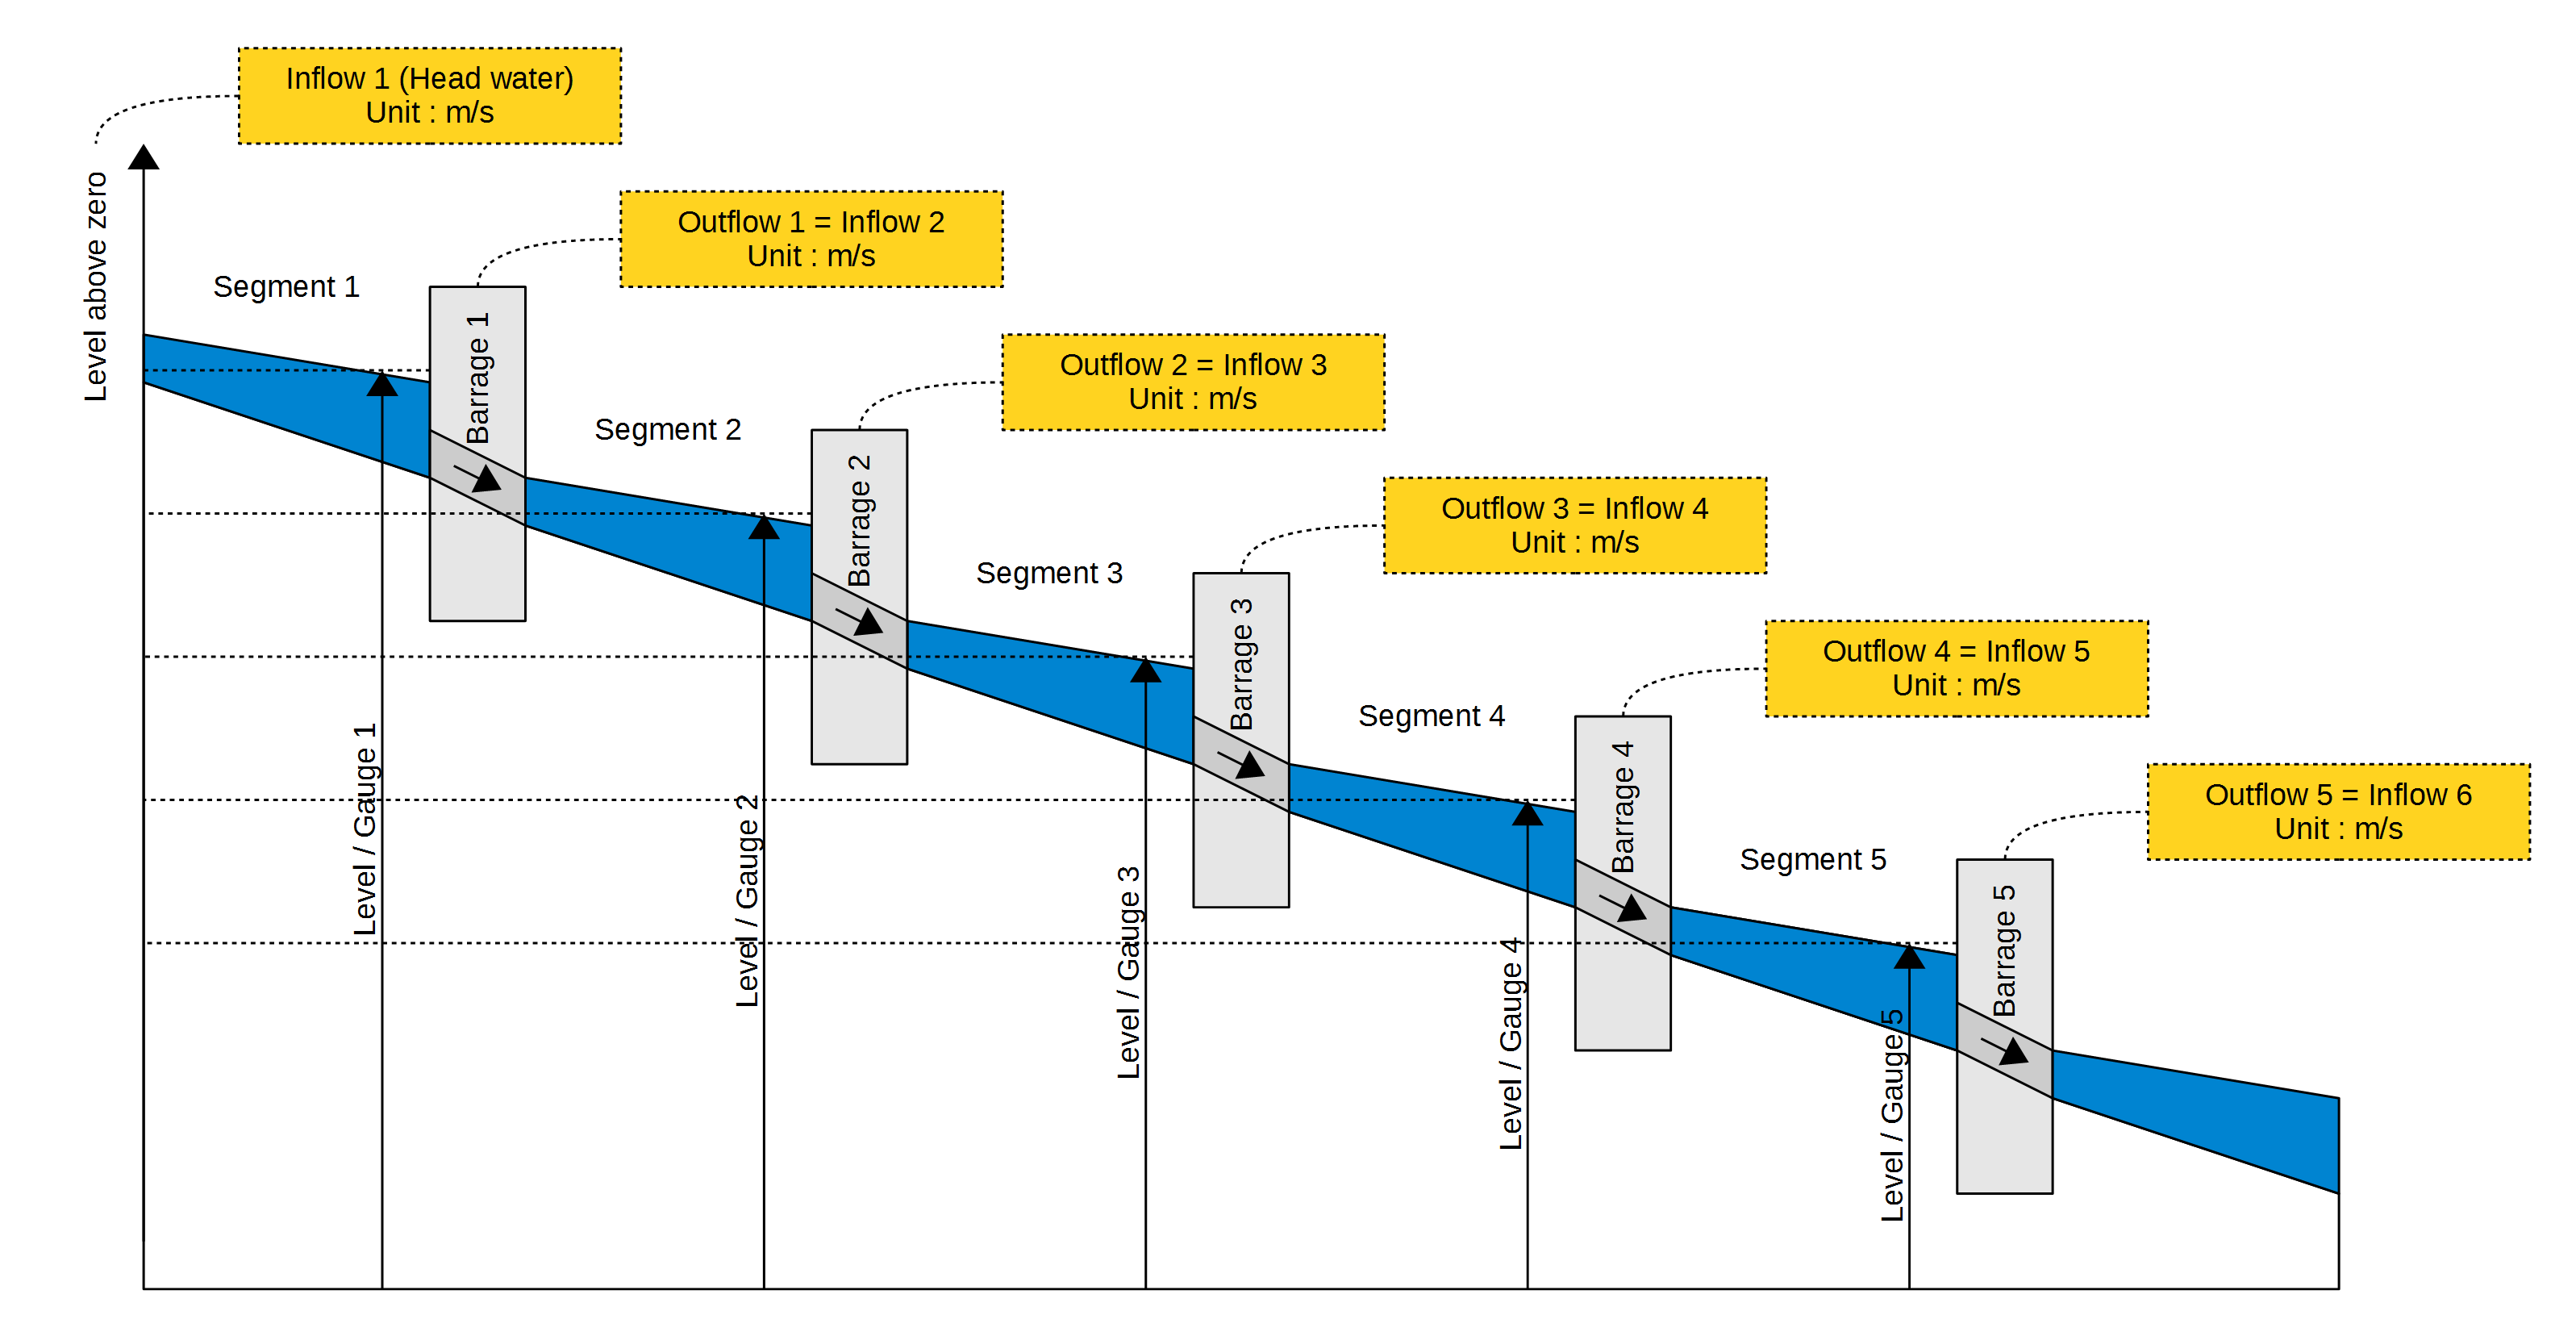 Inflow 1 (Head water)
Unit : m/s
Level above zero
Outflow 1 = Inflow 2
Unit : m/s
Segment 1
Barrage 1
Outflow 2 = Inflow 3
Unit : m/s
Segment 2
Barrage 2
Outflow 3 = Inflow 4
Unit : m/s
Segment 3
Barrage 3
Outflow 4 = Inflow 5
Unit : m/s
Segment 4
Barrage 4
Outflow 5 = Inflow 6
Unit : m/s
Segment 5
Barrage 5
Level / Gauge 1
Level / Gauge 2
Level / Gauge 3
Level / Gauge 4
Level / Gauge 5